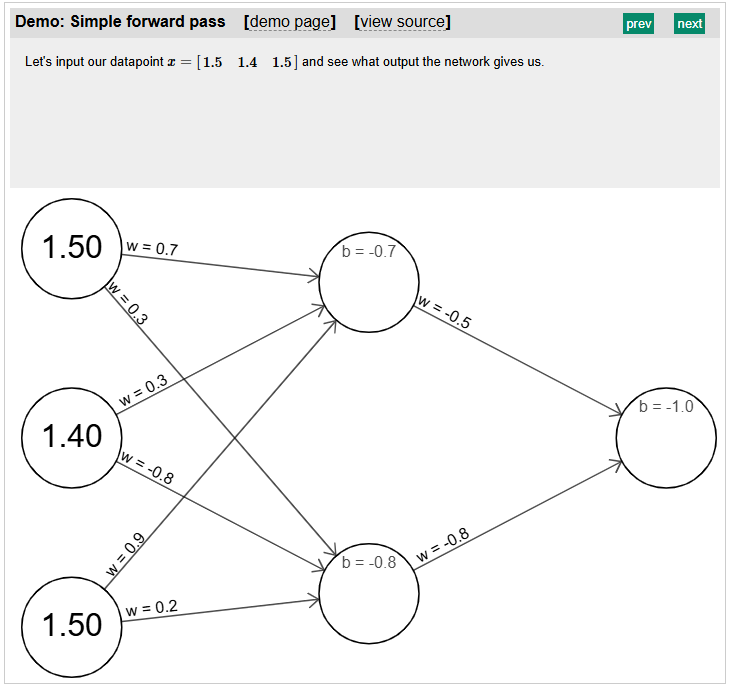 Demo: Simple forward pass [demo page] [view source] prev next
Let's input our datapoint x = [1.5 1.4 1.5] and see what output the network gives us.
1.50
w = 0.7
w = 0.3
b = -0.7
w = -0.5
1.40
w = 0.3
w = -0.8
b = -1.0
1.50
w = 0.9
w = 0.2
b = -0.8
w = -0.8